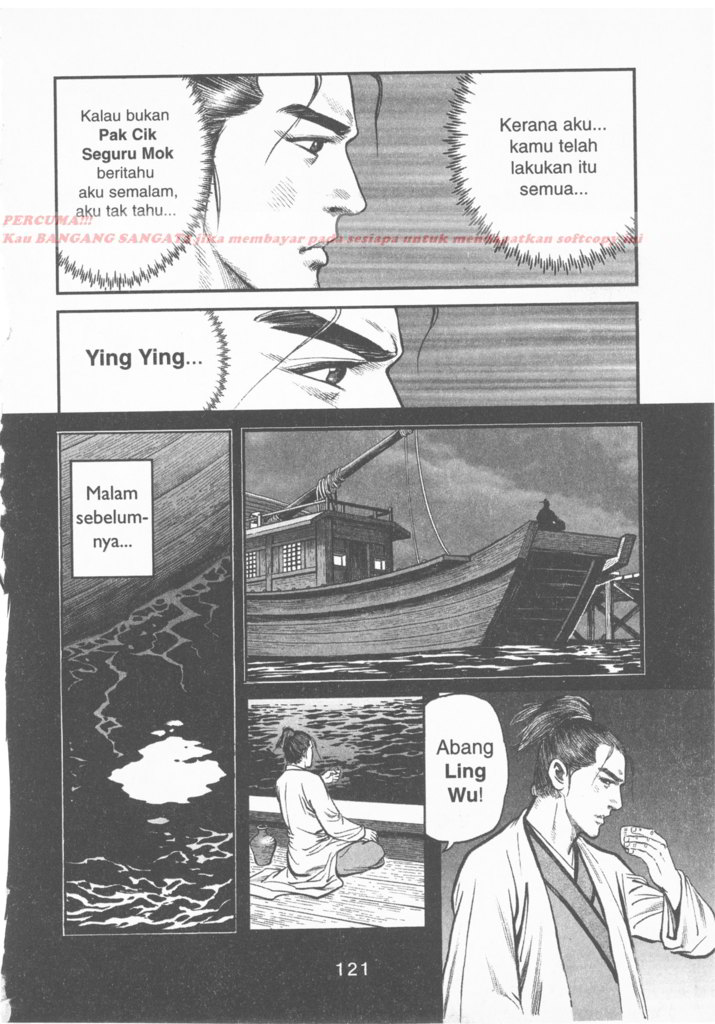 Kerana aku...
kamu telah
lakukan itu
semua...
Kalau bukan
Pak Cik
Seguru Mok
beritahu
aku semalam,
aku tak tahu...
PERCUMA!!!
Kau BANGANG SANGAT jika membayar pada sesiapa untuk mendapatkan softcopy ini
Ying Ying...
Malam
sebelum-
nya...
Abang
Ling
Wu!
121